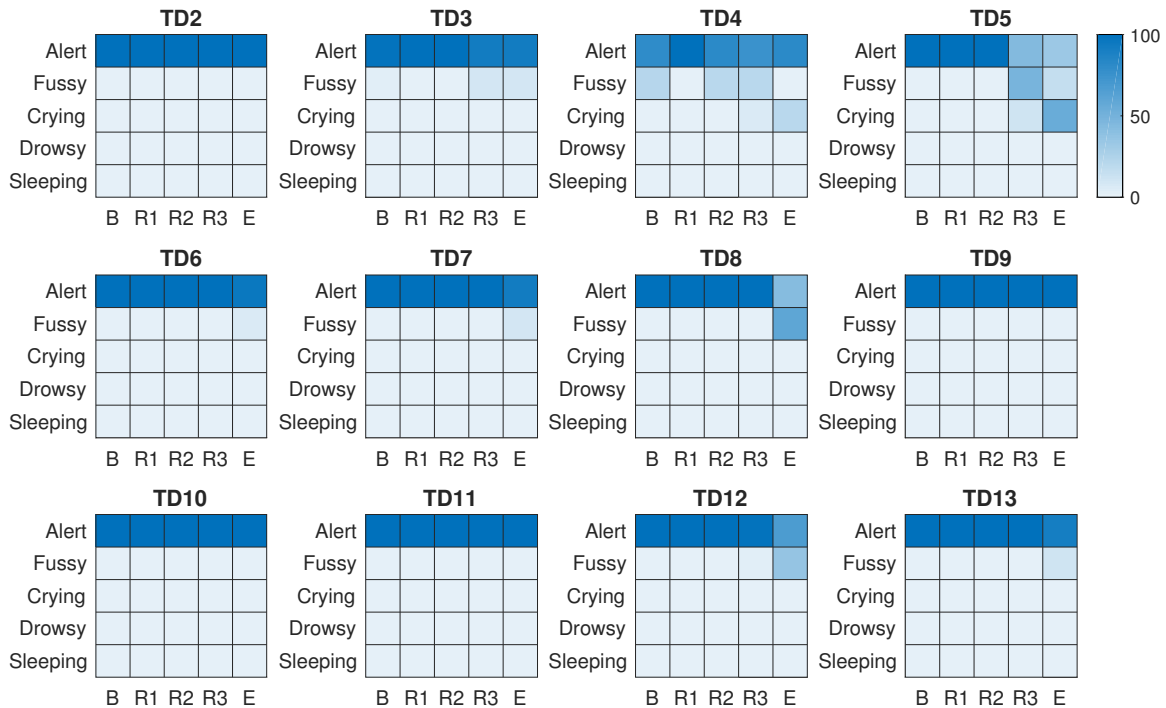 TD2 TD3 TD4 TD5
Alert Alert Alert Alert 100
Fussy Fussy Fussy Fussy
Crying Crying Crying Crying 50
Drowsy Drowsy Drowsy Drowsy
Sleeping Sleeping Sleeping Sleeping 0
B R1 R2 R3 E B R1 R2 R3 E B R1 R2 R3 E B R1 R2 R3 E
TD6 TD7 TD8 TD9
Alert Alert Alert Alert
Fussy Fussy Fussy Fussy
Crying Crying Crying Crying
Drowsy Drowsy Drowsy Drowsy
Sleeping Sleeping Sleeping Sleeping
B R1 R2 R3 E B R1 R2 R3 E B R1 R2 R3 E B R1 R2 R3 E
TD10 TD11 TD12 TD13
Alert Alert Alert Alert
Fussy Fussy Fussy Fussy
Crying Crying Crying Crying
Drowsy Drowsy Drowsy Drowsy
Sleeping Sleeping Sleeping Sleeping
B R1 R2 R3 E B R1 R2 R3 E B R1 R2 R3 E B R1 R2 R3 E